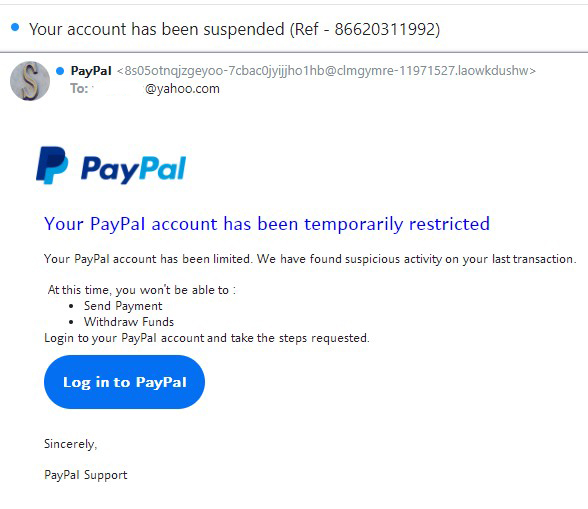 Your account has been suspended (Ref - 86620311992)
S
PayPal <8s05otnqjzgeyoo-7cbac0jyijjho1hb@clmgymre-11971527.laowkdushw>
To: @yahoo.com
PayPal
Your PayPal account has been temporarily restricted
Your PayPal account has been limited. We have found suspicious activity on your last transaction.
At this time, you won't be able to :
• Send Payment
• Withdraw Funds
Login to your PayPal account and take the steps requested.
Log in to PayPal
Sincerely,
PayPal Support